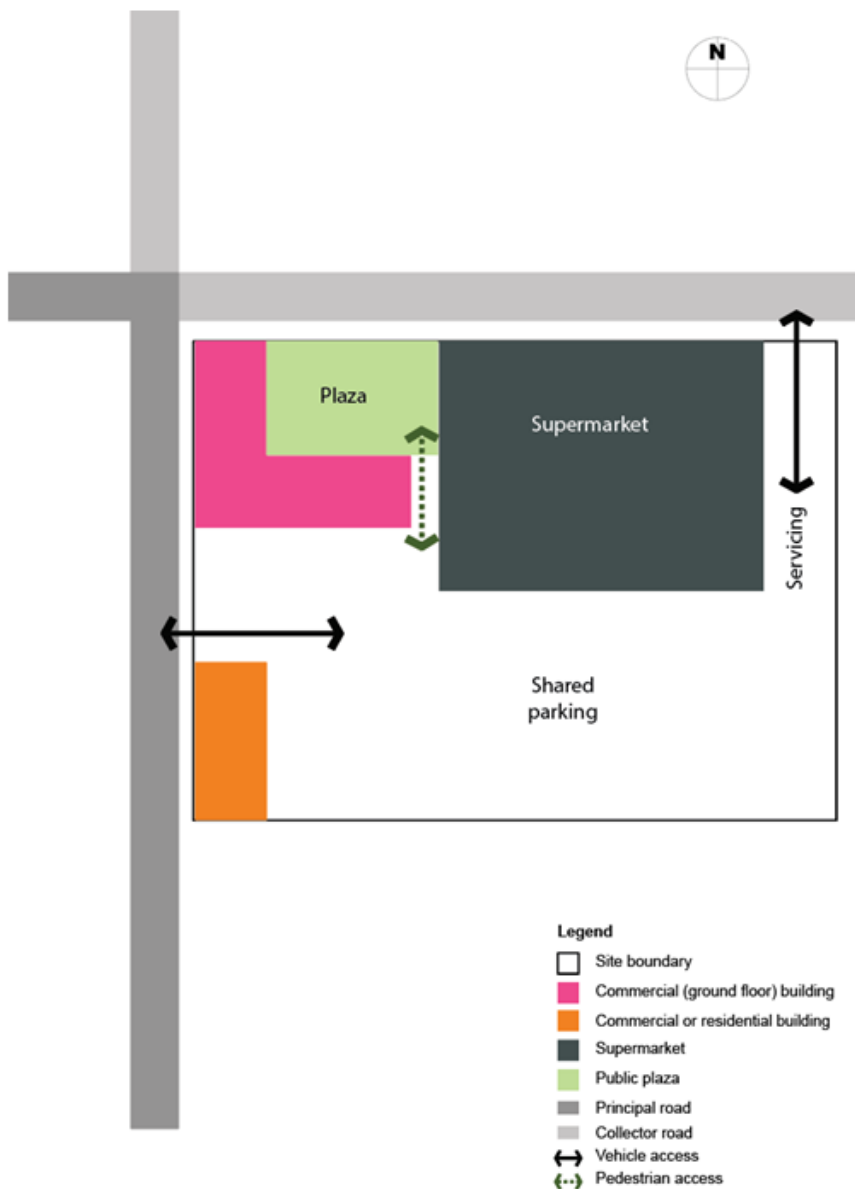 N
Plaza
Supermarket
Servicing
Shared
parking
Legend
Site boundary
Commercial (ground floor) building
Commercial or residential building
Supermarket
Public plaza
Principal road
Collector road
Vehicle access
Pedestrian access